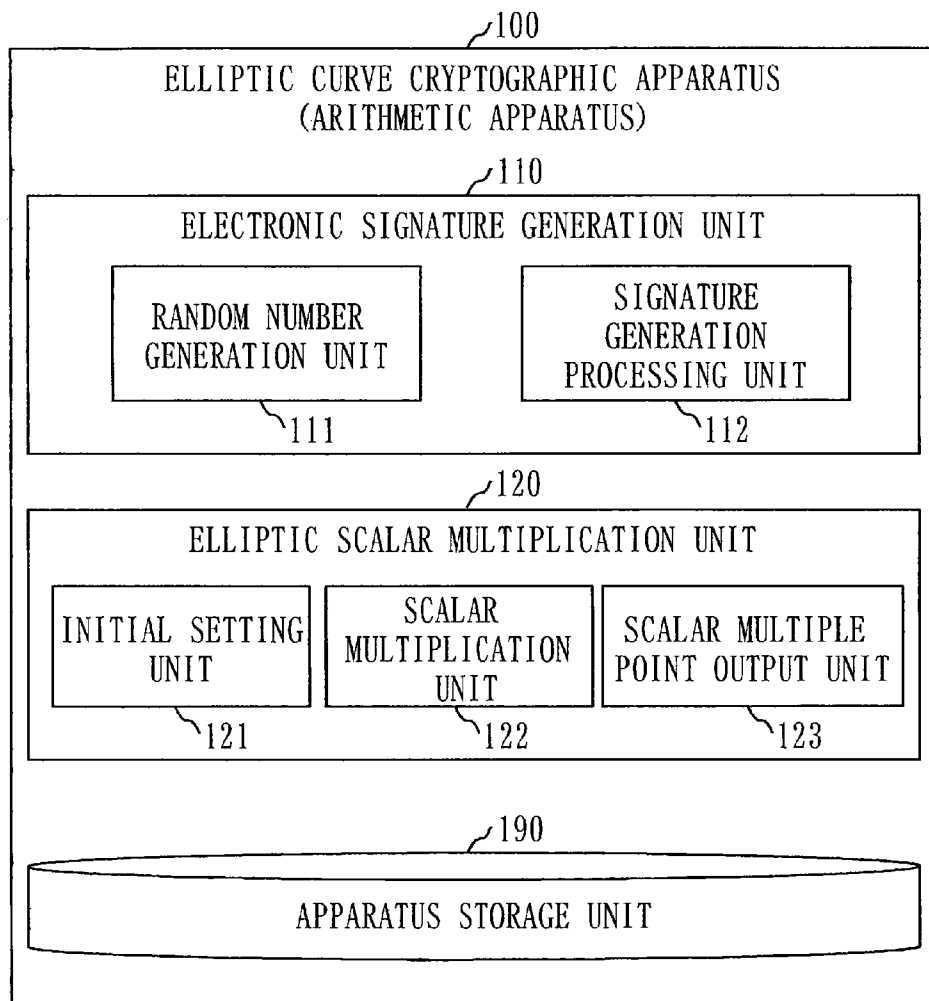 100
ELLIPTIC CURVE CRYPTOGRAPHIC APPARATUS
(ARITHMETIC APPARATUS)
110
ELECTRONIC SIGNATURE GENERATION UNIT
RANDOM NUMBER
GENERATION UNIT
111
SIGNATURE
GENERATION
PROCESSING UNIT
112
120
ELLIPTIC SCALAR MULTIPLICATION UNIT
INITIAL SETTING
UNIT
121
SCALAR
MULTIPLICATION
UNIT
122
SCALAR MULTIPLE
POINT OUTPUT UNIT
123
190
APPARATUS STORAGE UNIT